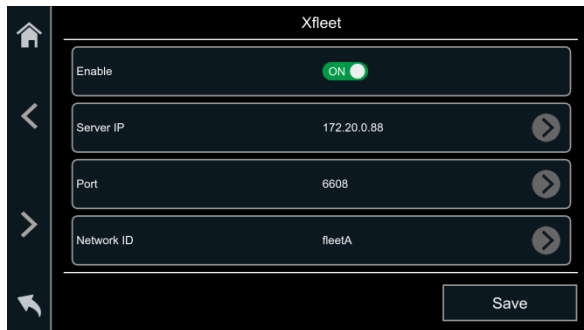 Xfleet
Enable ON
Server IP 172.20.0.88
Port 6608
Network ID fleetA
Save